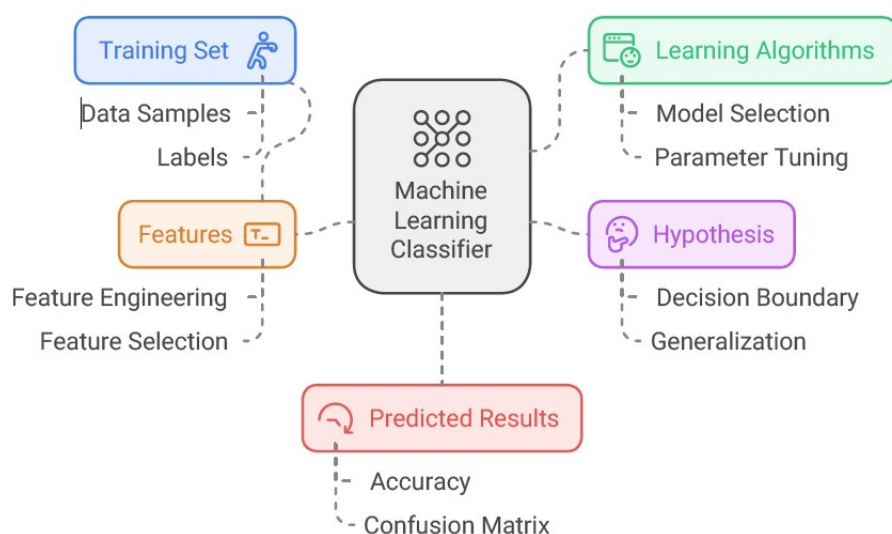 Training Set
Data Samples
Labels
Features
T_
Feature Engineering
Feature Selection
Machine
Learning
Classifier
Learning Algorithms
Model Selection
Parameter Tuning
Hypothesis
Decision Boundary
Generalization
Predicted Results
Accuracy
Confusion Matrix